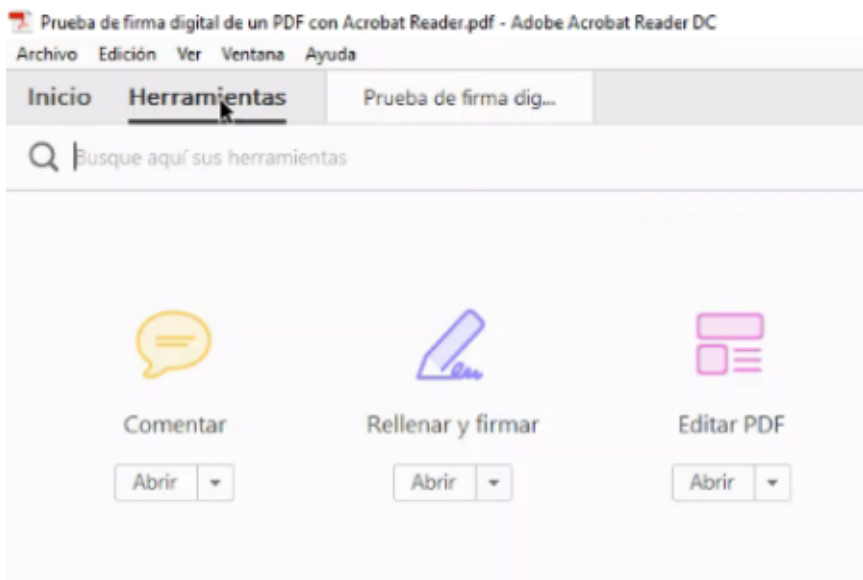 Prueba de firma digital de un PDF con Acrobat Reader.pdf - Adobe Acrobat Reader DC
Archivo Edición Ver Ventana Ayuda
Inicio Herramientas Prueba de firma dig...
Busque aquí sus herramientas
Comentar Rellenar y firmar Editar PDF
Abrir Abrir Abrir